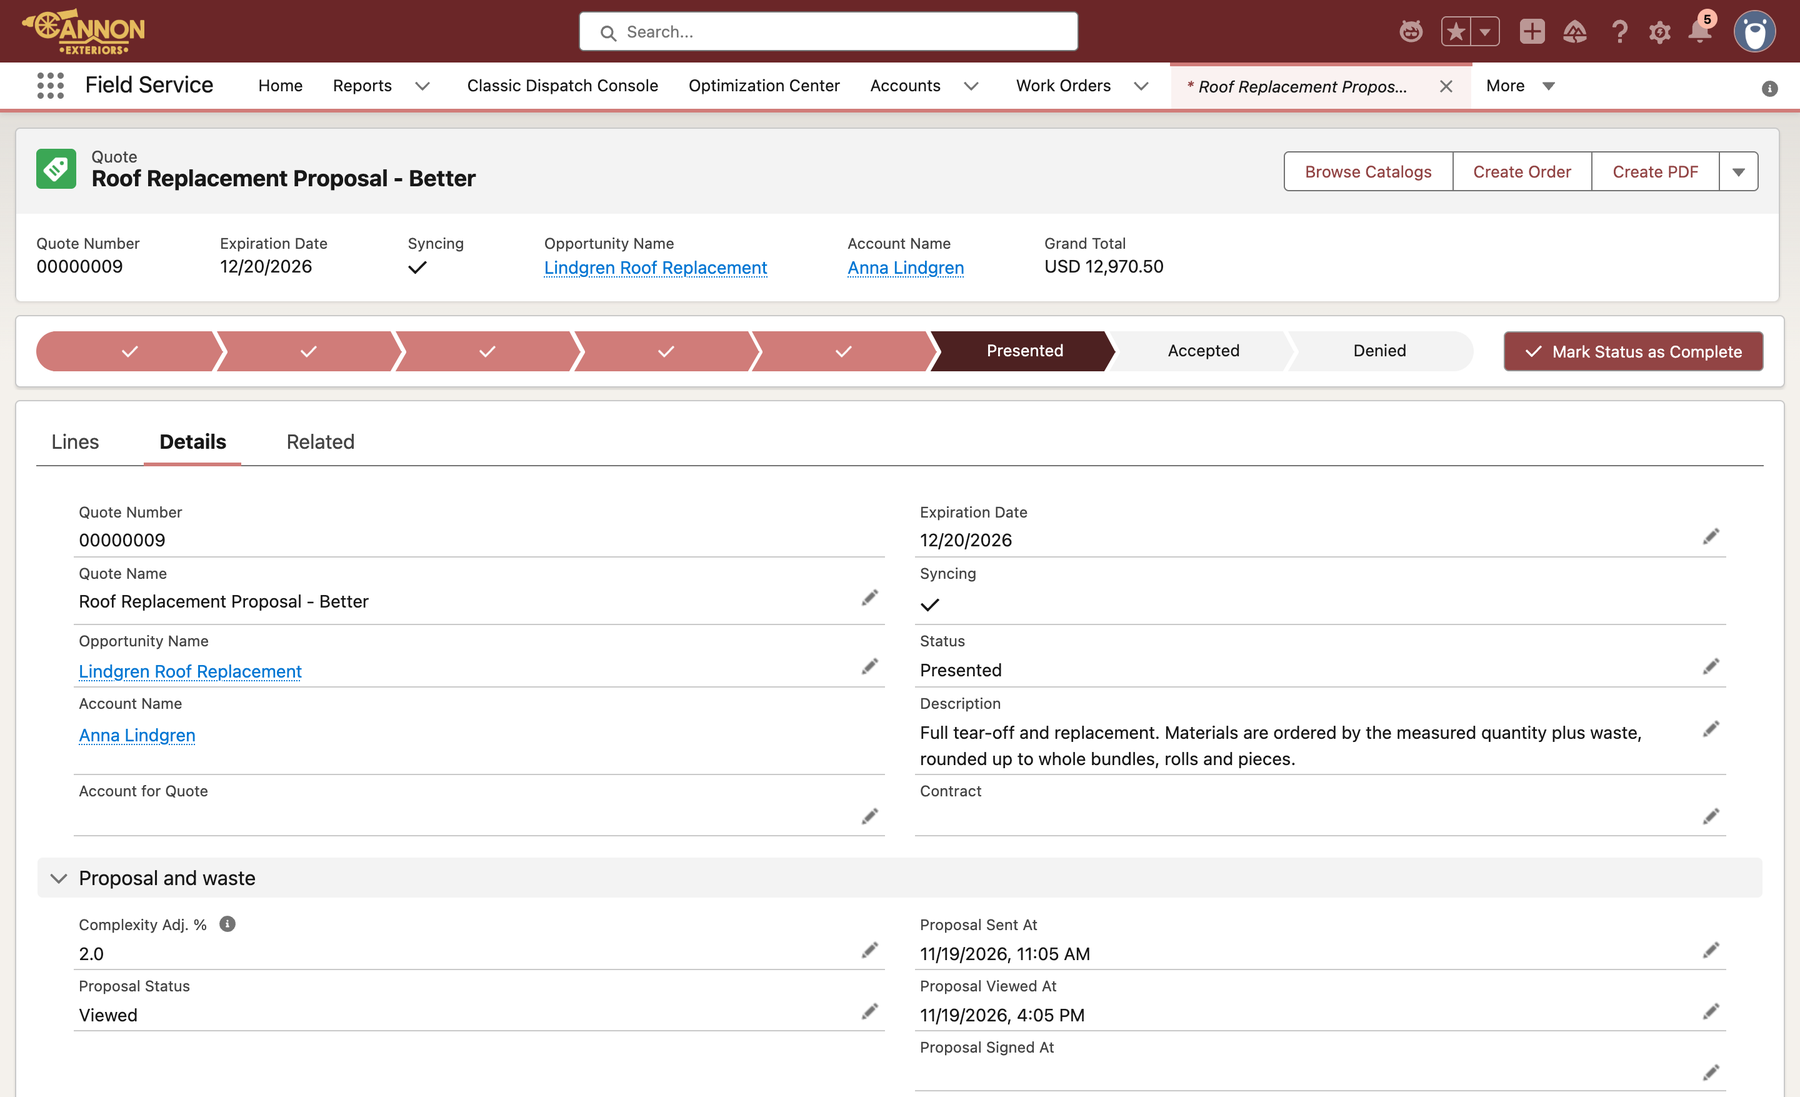 CANNON
•EXTERIORS•
Search...
5
Field Service
Home
Reports
Classic Dispatch Console
Optimization Center
Accounts
Work Orders
* Roof Replacement Propos...
More
Quote
Roof Replacement Proposal - Better
Browse Catalogs
Create Order
Create PDF
Quote Number
Expiration Date
Syncing
Opportunity Name
Account Name
Grand Total
00000009
12/20/2026
Lindgren Roof Replacement
Anna Lindgren
USD 12,970.50
Presented
Accepted
Denied
Mark Status as Complete
Lines
Details
Related
Quote Number
00000009
Expiration Date
12/20/2026
Quote Name
Roof Replacement Proposal - Better
Syncing
Opportunity Name
Lindgren Roof Replacement
Status
Presented
Account Name
Anna Lindgren
Description
Full tear-off and replacement. Materials are ordered by the measured quantity plus waste,
rounded up to whole bundles, rolls and pieces.
Account for Quote
Contract
Proposal and waste
Complexity Adj. %
2.0
Proposal Sent At
11/19/2026, 11:05 AM
Proposal Status
Viewed
Proposal Viewed At
11/19/2026, 4:05 PM
Proposal Signed At